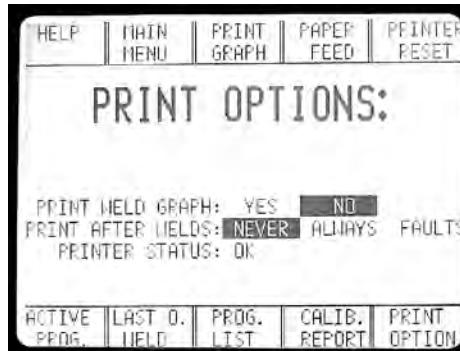 HELP MAIN PRINT PAPER PRINTER
MENU GRAPH FEED RESET
PRINT OPTIONS:
PRINT WELD GRAPH: YES NO
PRINT AFTER WELDS: NEVER ALWAYS FAULTS
PRINTER STATUS: OK
ACTIVE LAST Q. PROG. CALIB. PRINT
PROG. WELD LIST REPORT OPTION